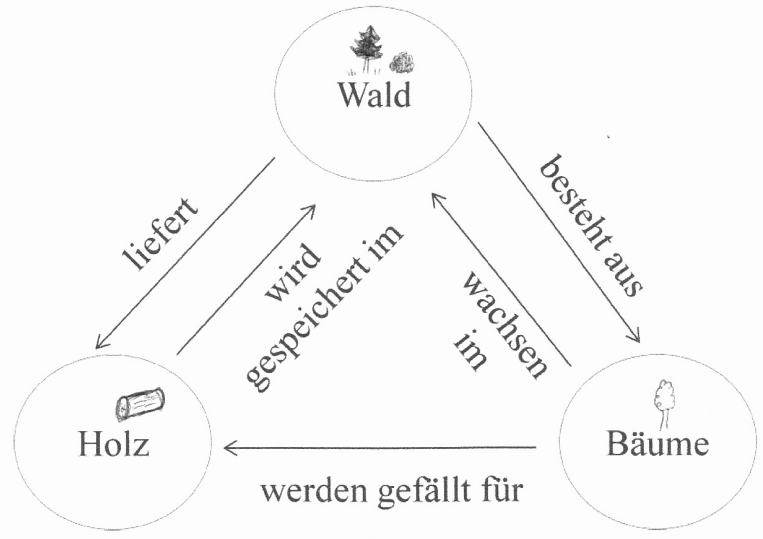 Wald
liefert
wird
gespeichert im
wachsen
im
besteht aus
Holz
Bäume
werden gefällt für